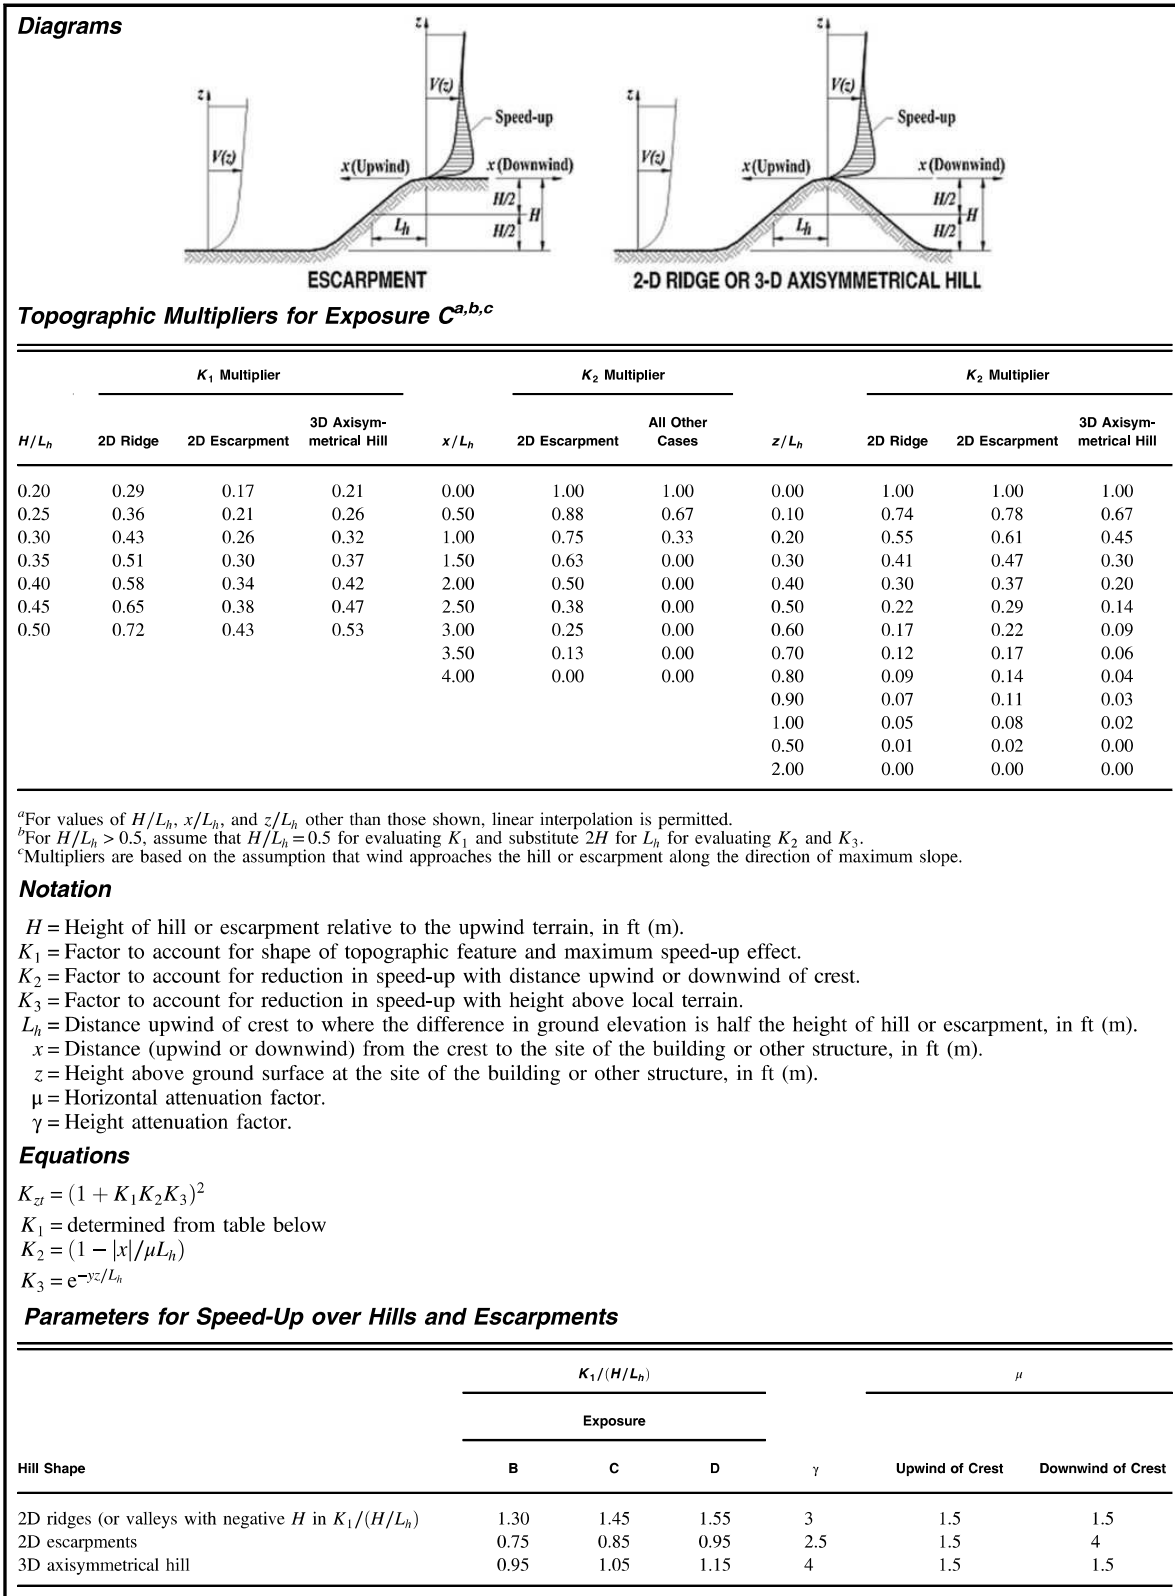 Diagrams
z
V(z)
z
V(z)
Speed-up
x(Upwind)
x(Downwind)
H/2
H
H/2
Lh
ESCARPMENT
z
V(z)
z
V(z)
Speed-up
x(Upwind)
x(Downwind)
H/2
H
H/2
Lh
2-D RIDGE OR 3-D AXISYMMETRICAL HILL
Topographic Multipliers for Exposure C^a,b,c
K₁ Multiplier K₂ Multiplier K₂ Multiplier
H/Lh 2D Ridge 2D Escarpment 3D Axisym-metrical Hill x/Lh 2D Escarpment All Other Cases z/Lh 2D Ridge 2D Escarpment 3D Axisym-metrical Hill
0.20 0.29 0.17 0.21 0.00 1.00 1.00 0.00 1.00 1.00 1.00
0.25 0.36 0.21 0.26 0.50 0.88 0.67 0.10 0.74 0.78 0.67
0.30 0.43 0.26 0.32 1.00 0.75 0.33 0.20 0.55 0.61 0.45
0.35 0.51 0.30 0.37 1.50 0.63 0.00 0.30 0.41 0.47 0.30
0.40 0.58 0.34 0.42 2.00 0.50 0.00 0.40 0.30 0.37 0.20
0.45 0.65 0.38 0.47 2.50 0.38 0.00 0.50 0.22 0.29 0.14
0.50 0.72 0.43 0.53 3.00 0.25 0.00 0.60 0.17 0.22 0.09
3.50 0.13 0.00 0.70 0.12 0.17 0.06
4.00 0.00 0.00 0.80 0.09 0.14 0.04
0.90 0.07 0.11 0.03
1.00 0.05 0.08 0.02
0.50 0.01 0.02 0.00
2.00 0.00 0.00 0.00
^aFor values of H/Lh, x/Lh, and z/Lh other than those shown, linear interpolation is permitted.
^bFor H/Lh > 0.5, assume that H/Lh = 0.5 for evaluating K₁ and substitute 2H for Lh for evaluating K₂ and K₃.
^cMultipliers are based on the assumption that wind approaches the hill or escarpment along the direction of maximum slope.
Notation
H = Height of hill or escarpment relative to the upwind terrain, in ft (m).
K₁ = Factor to account for shape of topographic feature and maximum speed-up effect.
K₂ = Factor to account for reduction in speed-up with distance upwind or downwind of crest.
K₃ = Factor to account for reduction in speed-up with height above local terrain.
Lh = Distance upwind of crest to where the difference in ground elevation is half the height of hill or escarpment, in ft (m).
x = Distance (upwind or downwind) from the crest to the site of the building or other structure, in ft (m).
z = Height above ground surface at the site of the building or other structure, in ft (m).
μ = Horizontal attenuation factor.
γ = Height attenuation factor.
Equations
Kzt = (1 + K₁K₂K₃)²
K₁ = determined from table below
K₂ = (1 − |x|/μLh)
K₃ = e^−yz/Lh
Parameters for Speed-Up over Hills and Escarpments
K₁/(H/Lh) μ
Exposure
Hill Shape B C D γ Upwind of Crest Downwind of Crest
2D ridges (or valleys with negative H in K₁/(H/Lh) 1.30 1.45 1.55 3 1.5 1.5
2D escarpments 0.75 0.85 0.95 2.5 1.5 4
3D axisymmetrical hill 0.95 1.05 1.15 4 1.5 1.5